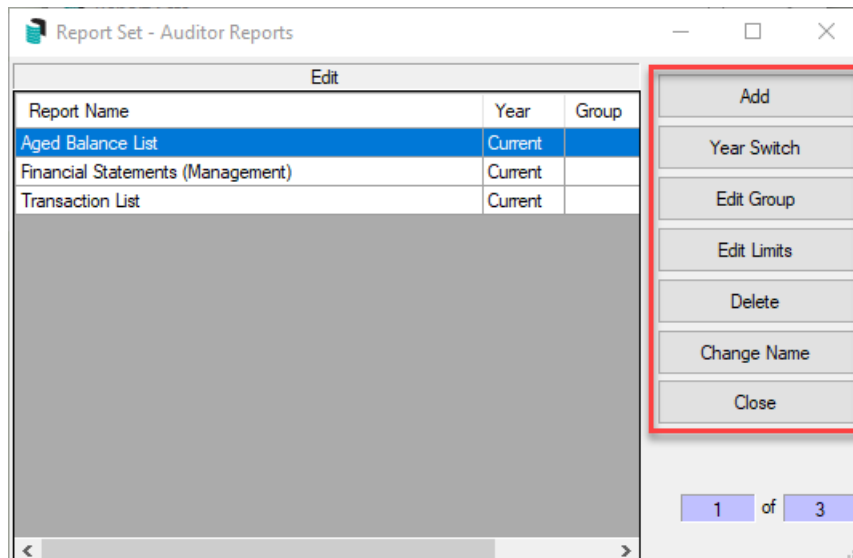 Report Set - Auditor Reports
Edit
Report Name Year Group
Aged Balance List Current
Financial Statements (Management) Current
Transaction List Current
Add
Year Switch
Edit Group
Edit Limits
Delete
Change Name
Close
1 of 3